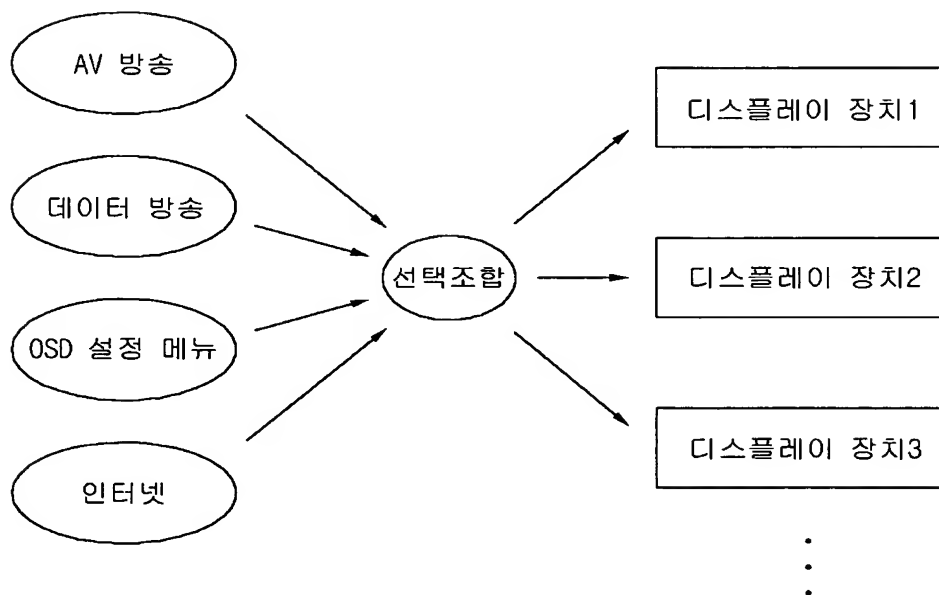 AV 방송
데이터 방송
OSD 설정 메뉴
인터넷
선택조합
디스플레이 장치1
디스플레이 장치2
디스플레이 장치3